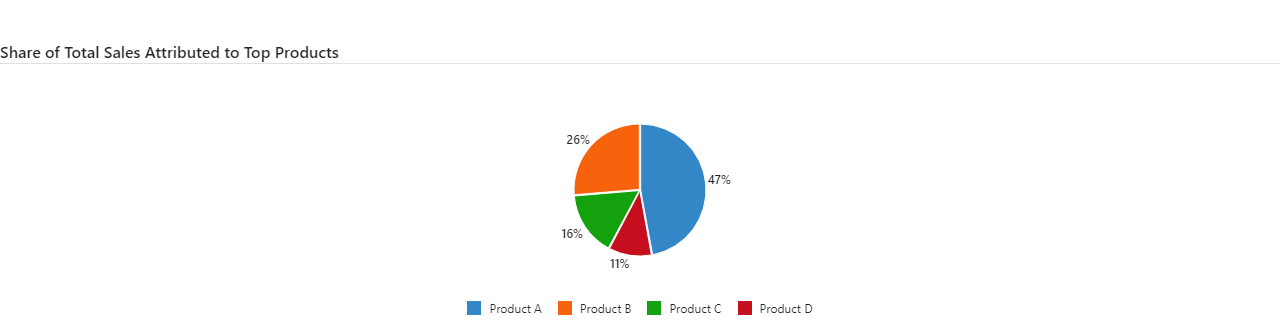 Share of Total Sales Attributed to Top Products
26%
47%
16%
11%
Product A Product B Product C Product D